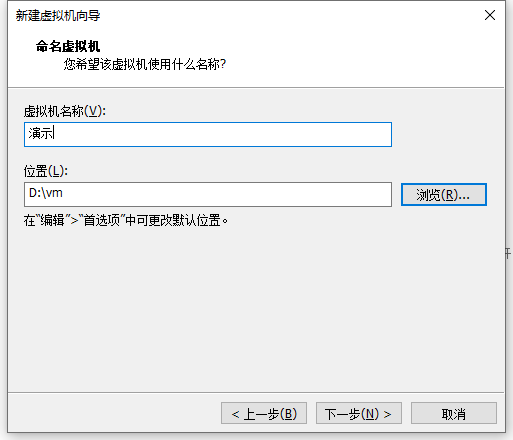 新建虚拟机向导
命名虚拟机
您希望该虚拟机使用什么名称?
虚拟机名称(V):
演示
位置(L):
D:\vm
浏览(R)...
在"编辑">"首选项"中可更改默认位置。
< 上一步(B)
下一步(N) >
取消